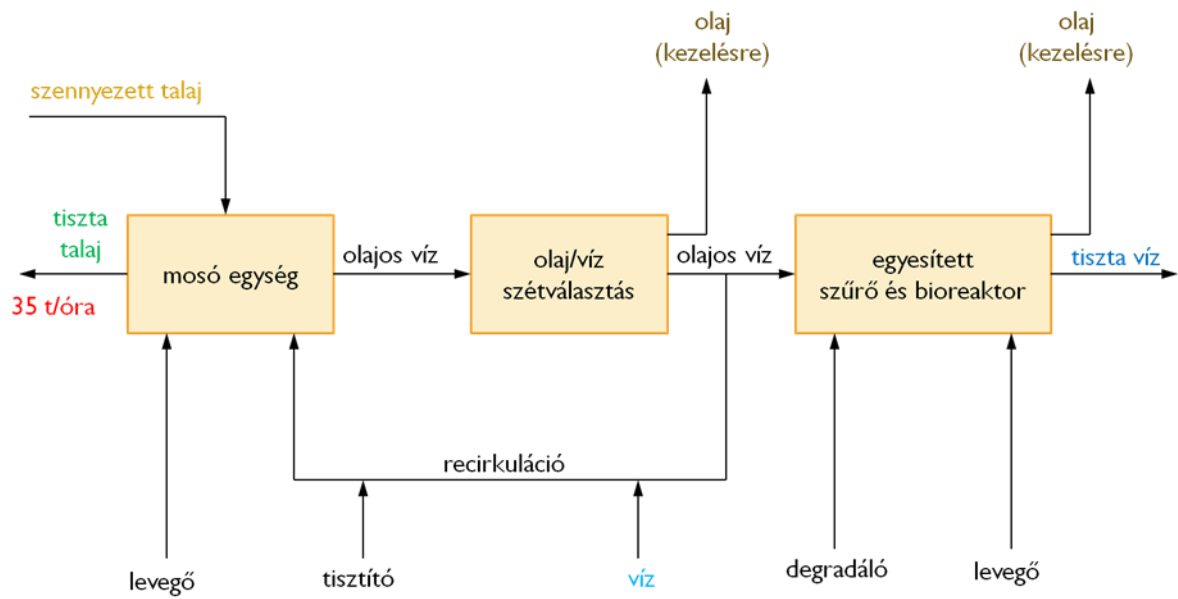 olaj
(kezelésre)
olaj
(kezelésre)
szennyezett talaj
tiszta
talaj
35 t/óra
mosó egység
olajos víz
olaj/víz
szétválasztás
olajos víz
egyesített
szűrő és bioreaktor
tiszta víz
recirkuláció
levegő
tisztító
víz
degradáló
levegő